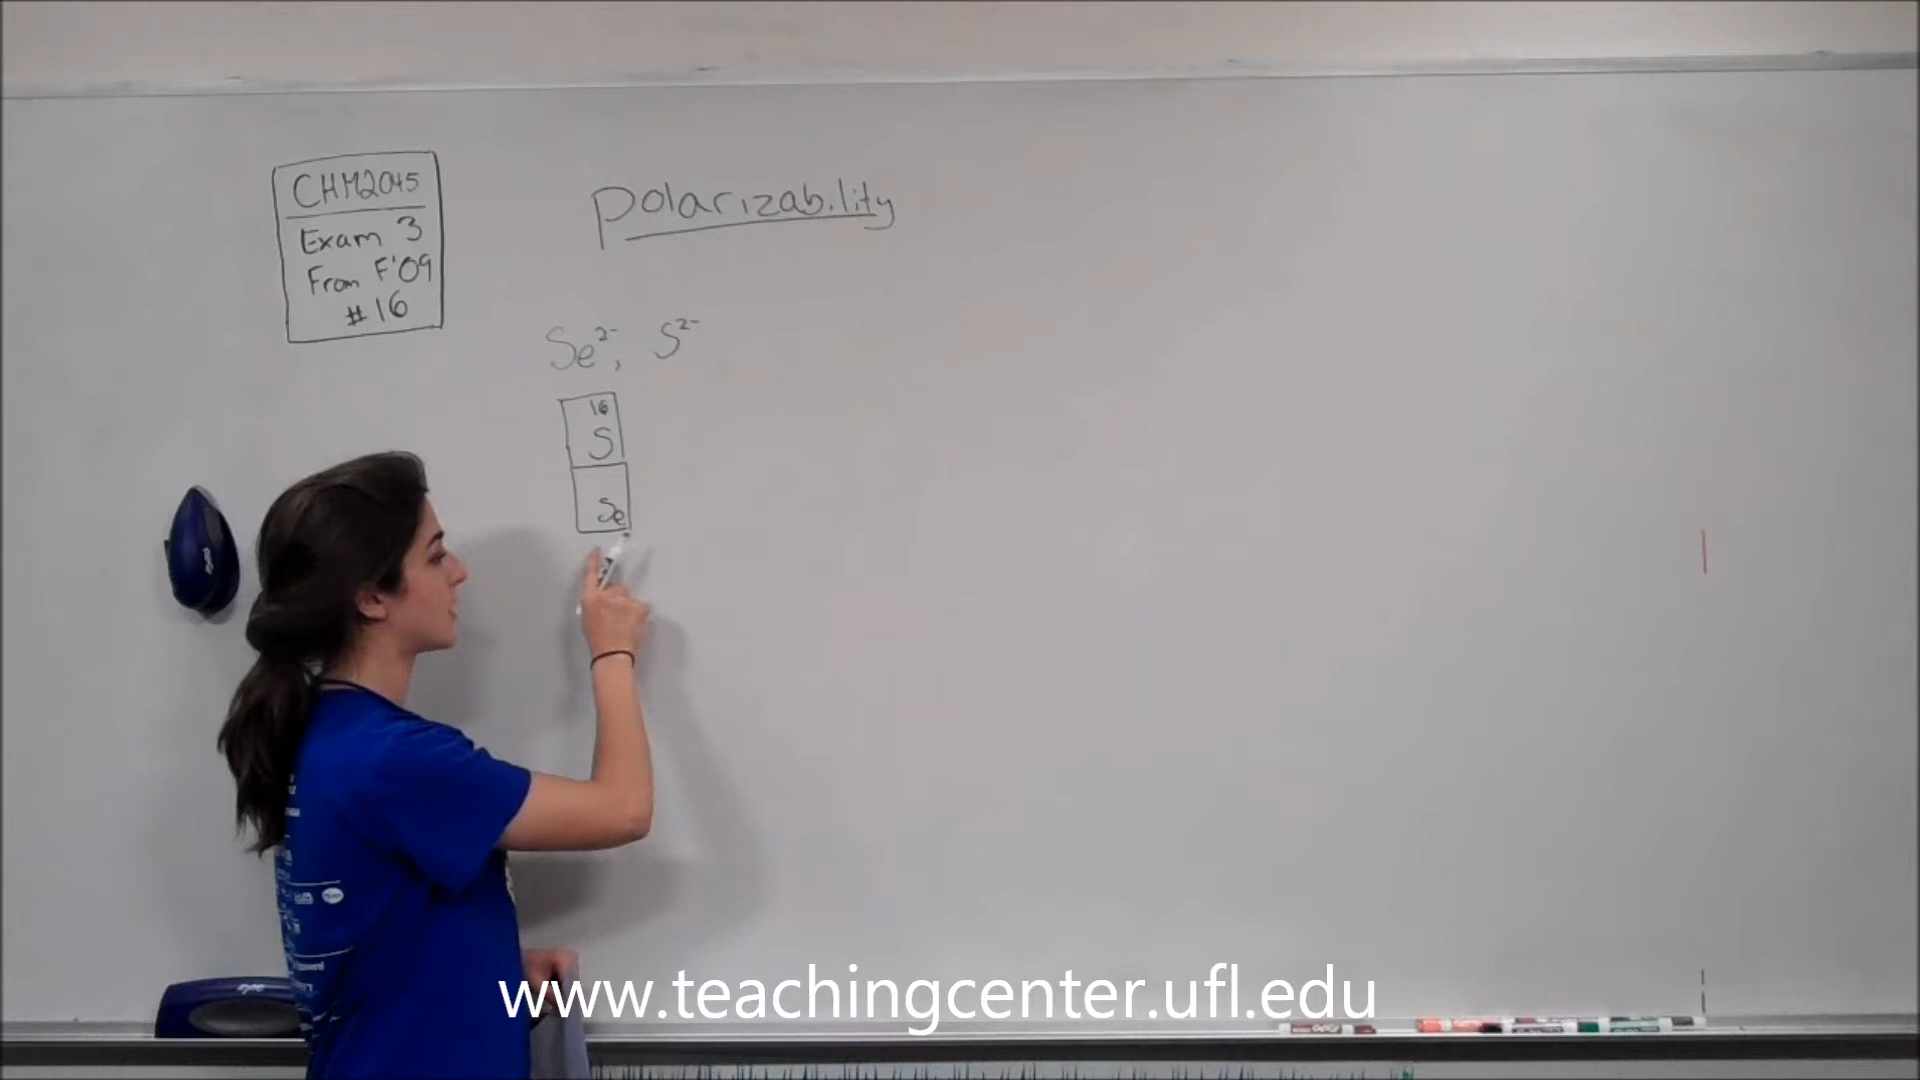 CHM2045
Exam 3
From F'09
#16
polarizability
Se²⁻, S²⁻
16
S
Se
www.teachingcenter.ufl.edu